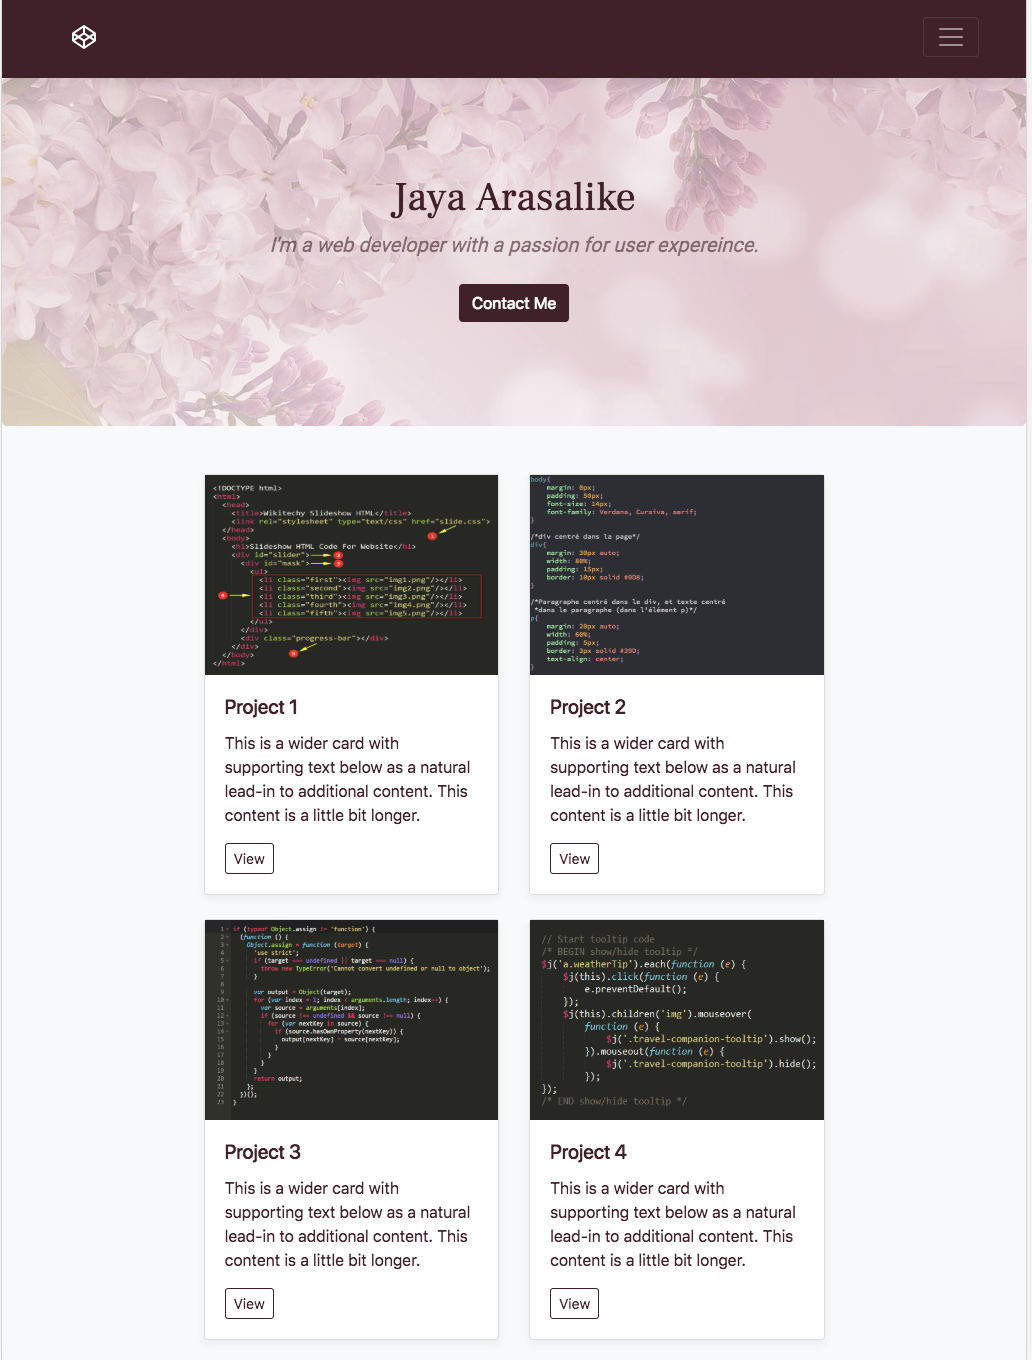 Jaya Arasalike
I'm a web developer with a passion for user expereince.
Contact Me
<!DOCTYPE html>
<html>
<head>
<title>Wikitechy Slideshow HTML</title>
<link rel="stylesheet" type="text/css" href="slide.css">
</head>
<body>
<h1>Slideshow HTML Code For Website</h1>
<div id="slider">
<div id="mask">
<ul>
<li class="first"><img src="img1.png"/></li>
<li class="second"><img src="img2.png"/></li>
<li class="third"><img src="img3.png"/></li>
<li class="fourth"><img src="img4.png"/></li>
<li class="fifth"><img src="img5.png"/></li>
</ul>
</div>
<div class="progress-bar"></div>
</div>
</body>
</html>
body{
margin: 0px;
padding: 50px;
font-size: 14px;
font-family: Verdana, Cursiva, serif;
}
/*div centré dans la page*/
div{
margin: 30px auto;
width: 80%;
padding: 15px;
border: 10px solid #9D8;
}
/*Paragraphe centré dans le div, et texte centré
*dans le paragraphe (dans l'élément p)*/
p{
margin: 20px auto;
width: 60%;
padding: 5px;
border: 3px solid #39D;
text-align: center;
}
Project 1
This is a wider card with
supporting text below as a natural
lead-in to additional content. This
content is a little bit longer.
View
Project 2
This is a wider card with
supporting text below as a natural
lead-in to additional content. This
content is a little bit longer.
View
1 if (typeof Object.assign != 'function') {
2 (function () {
3 Object.assign = function (target) {
4 'use strict';
5 if (target === undefined || target === null) {
6 throw new TypeError('Cannot convert undefined or null to object');
7 }
8
9 var output = Object(target);
10 for (var index = 1; index < arguments.length; index++) {
11 var source = arguments[index];
12 if (source !== undefined && source !== null) {
13 for (var nextKey in source) {
14 if (source.hasOwnProperty(nextKey)) {
15 output[nextKey] = source[nextKey];
16 }
17 }
18 }
19 }
20 return output;
21 };
22 })();
23 }
// Start tooltip code
/* BEGIN show/hide tooltip */
$j('a.weatherTip').each(function (e) {
$j(this).click(function (e) {
e.preventDefault();
});
$j(this).children('img').mouseover(
function (e) {
$j('.travel-companion-tooltip').show();
}).mouseout(function (e) {
$j('.travel-companion-tooltip').hide();
});
});
/* END show/hide tooltip */
Project 3
This is a wider card with
supporting text below as a natural
lead-in to additional content. This
content is a little bit longer.
View
Project 4
This is a wider card with
supporting text below as a natural
lead-in to additional content. This
content is a little bit longer.
View